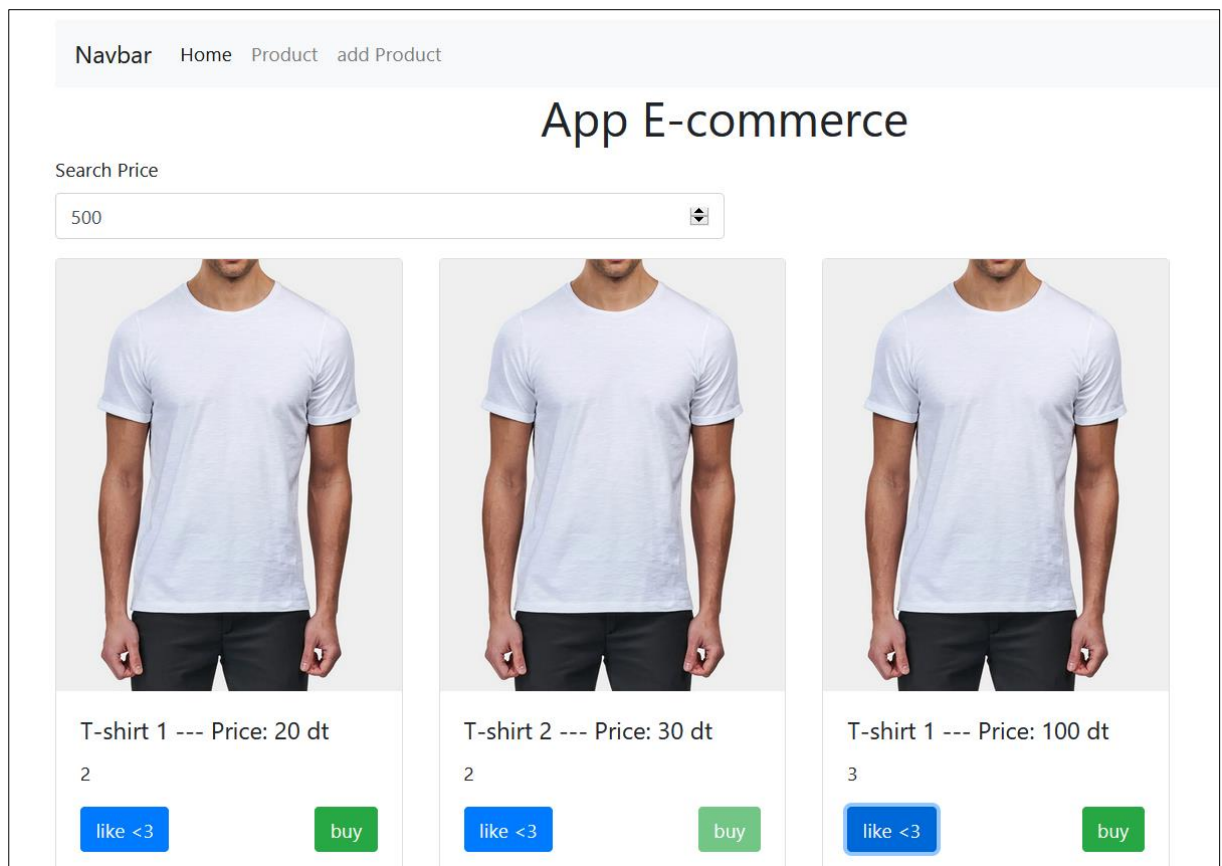 Navbar Home Product add Product
App E-commerce
Search Price
500
T-shirt 1 --- Price: 20 dt
2
like <3 buy
T-shirt 2 --- Price: 30 dt
2
like <3 buy
T-shirt 1 --- Price: 100 dt
3
like <3 buy